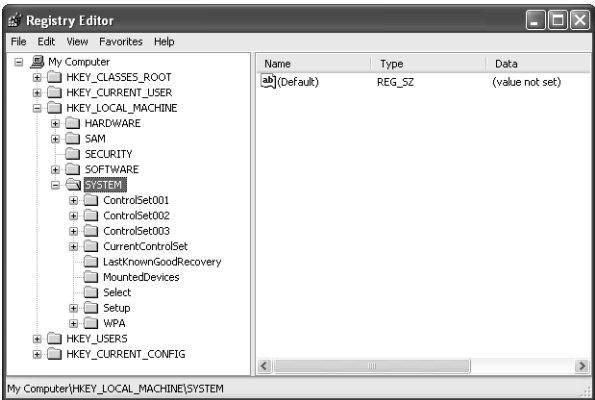 Registry Editor
File Edit View Favorites Help
My Computer
HKEY_CLASSES_ROOT
HKEY_CURRENT_USER
HKEY_LOCAL_MACHINE
HARDWARE
SAM
SECURITY
SOFTWARE
SYSTEM
ControlSet001
ControlSet002
ControlSet003
CurrentControlSet
LastKnownGoodRecovery
MountedDevices
Select
Setup
WPA
HKEY_USERS
HKEY_CURRENT_CONFIG
Name Type Data
ab (Default) REG_SZ (value not set)
My Computer\HKEY_LOCAL_MACHINE\SYSTEM